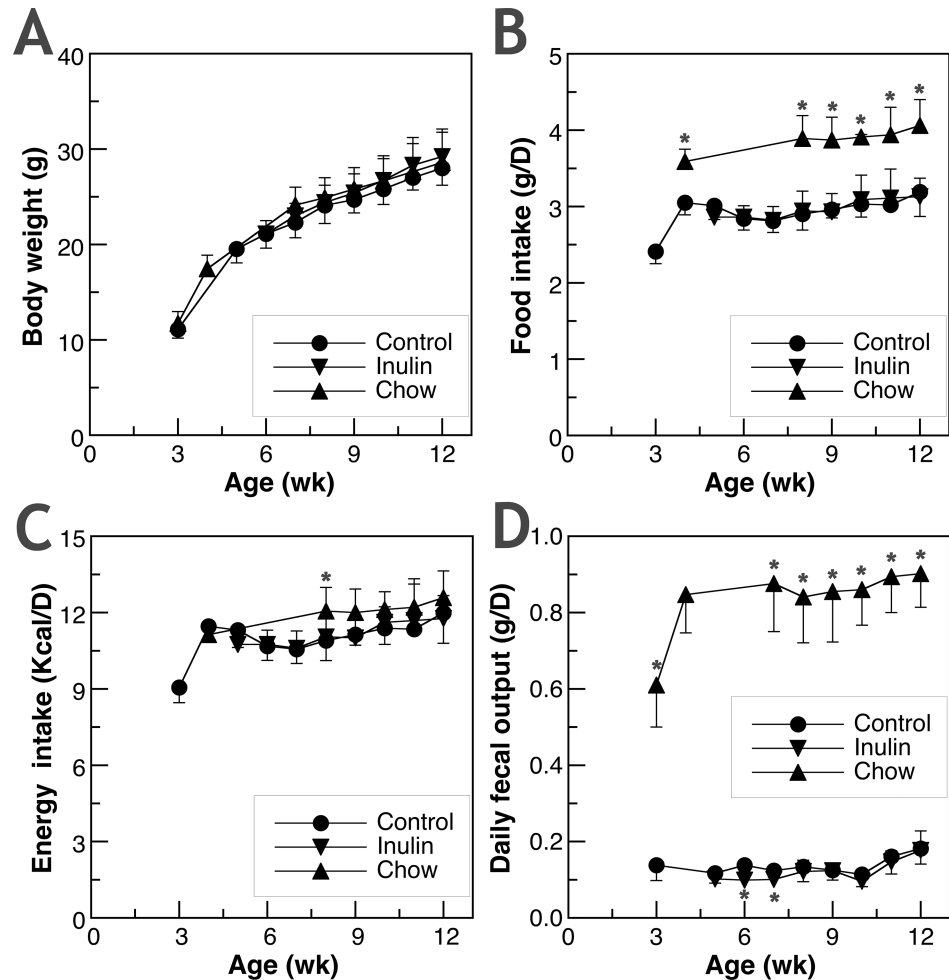 A
Body weight (g)
40
30
20
10
0
0 3 6 9 12
Age (wk)
Control
Inulin
Chow
B
Food intake (g/D)
5
4
3
2
1
0
* * * * * *
0 3 6 9 12
Age (wk)
Control
Inulin
Chow
C
Energy intake (Kcal/D)
15
12
9
6
3
0
*
0 3 6 9 12
Age (wk)
Control
Inulin
Chow
D
Daily fecal output (g/D)
1.0
0.8
0.6
0.4
0.2
0.0
* * * * * * *
* *
0 3 6 9 12
Age (wk)
Control
Inulin
Chow